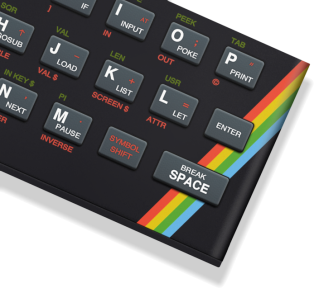 SQR
VAL
]
IF
I
INPUT
AT
IN
PEEK
O
;
POKE
OUT
TAB
P
"
PRINT
©
H
↑
GOSUB
J
-
LOAD
VAL $
LEN
K
+
LIST
SCREEN $
USR
L
=
LET
ATTR
ENTER
IN KEY $
N
,
NEXT
PI
M
.
PAUSE
INVERSE
SYMBOL
SHIFT
BREAK
SPACE